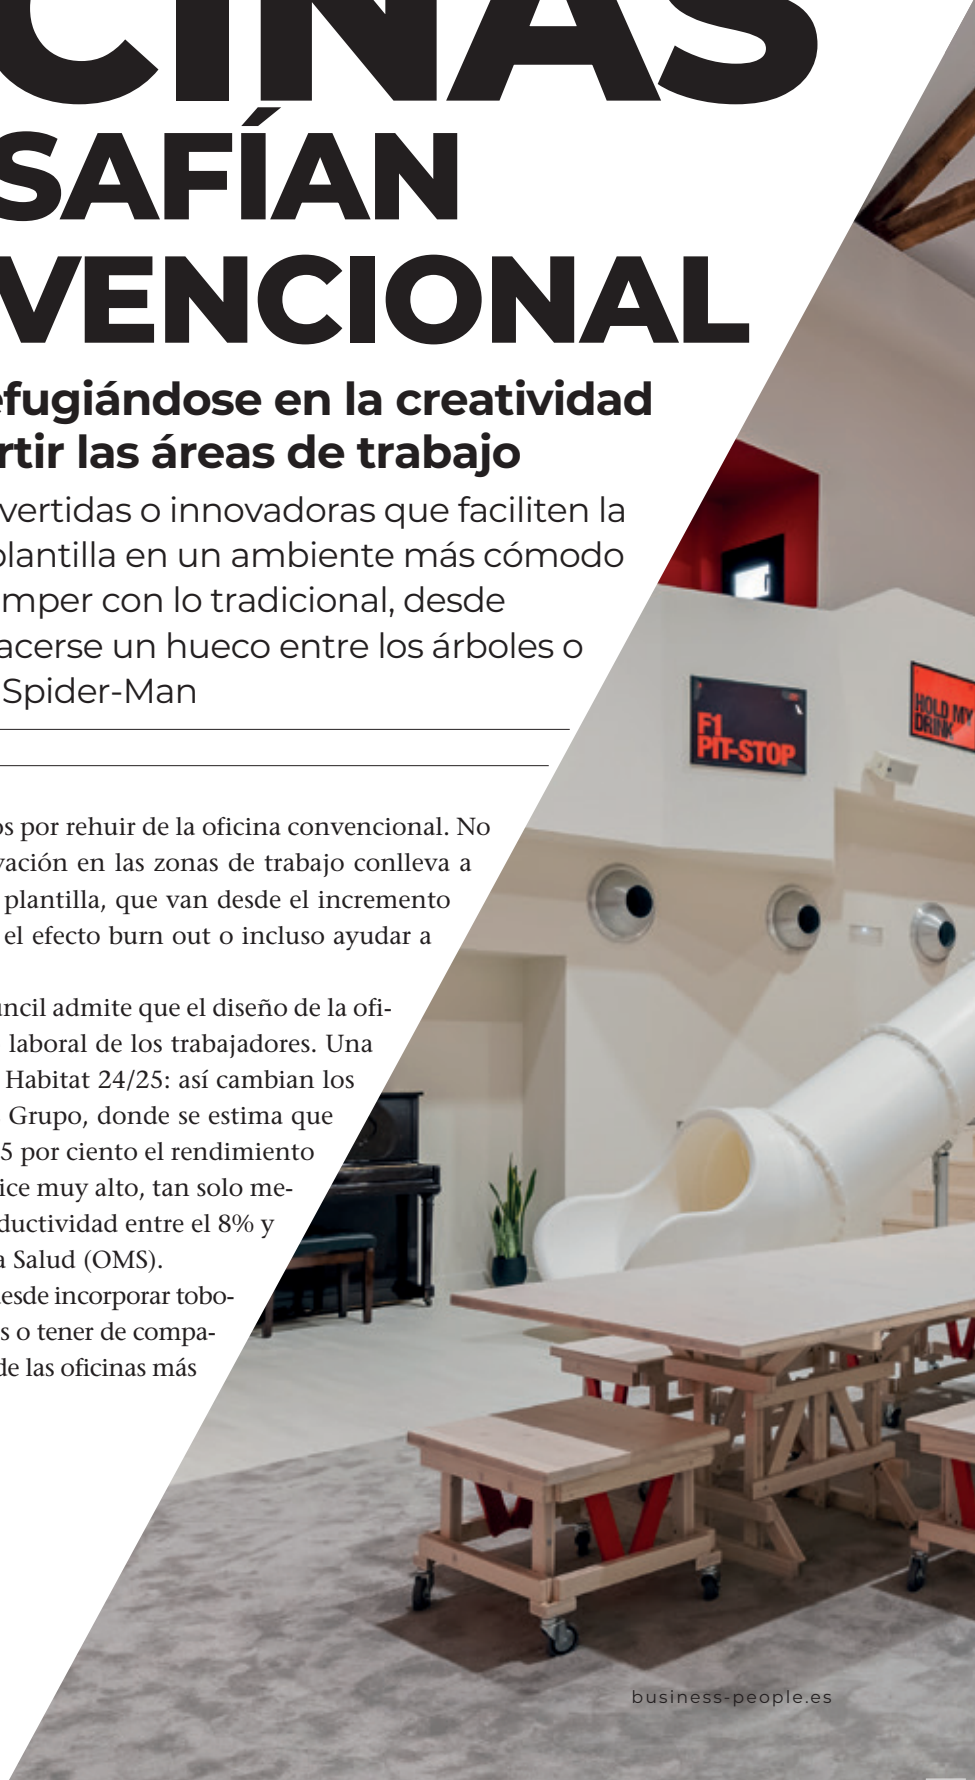 CINAS
SAFÍAN
VENCIONAL
efugiándose en la creatividad
rtir las áreas de trabajo
vertidas o innovadoras que faciliten la
plantilla en un ambiente más cómodo
mper con lo tradicional, desde
acerse un hueco entre los árboles o
Spider-Man
os por rehuir de la oficina convencional. No
vación en las zonas de trabajo conlleva a
plantilla, que van desde el incremento
el efecto burn out o incluso ayudar a
uncil admite que el diseño de la ofi-
laboral de los trabajadores. Una
Habitat 24/25: así cambian los
Grupo, donde se estima que
5 por ciento el rendimiento
ice muy alto, tan solo me-
ductividad entre el 8% y
a Salud (OMS).
desde incorporar tobo-
s o tener de compa-
de las oficinas más
F1
PIT-STOP
HOLD MY
DRINK
business-people.es